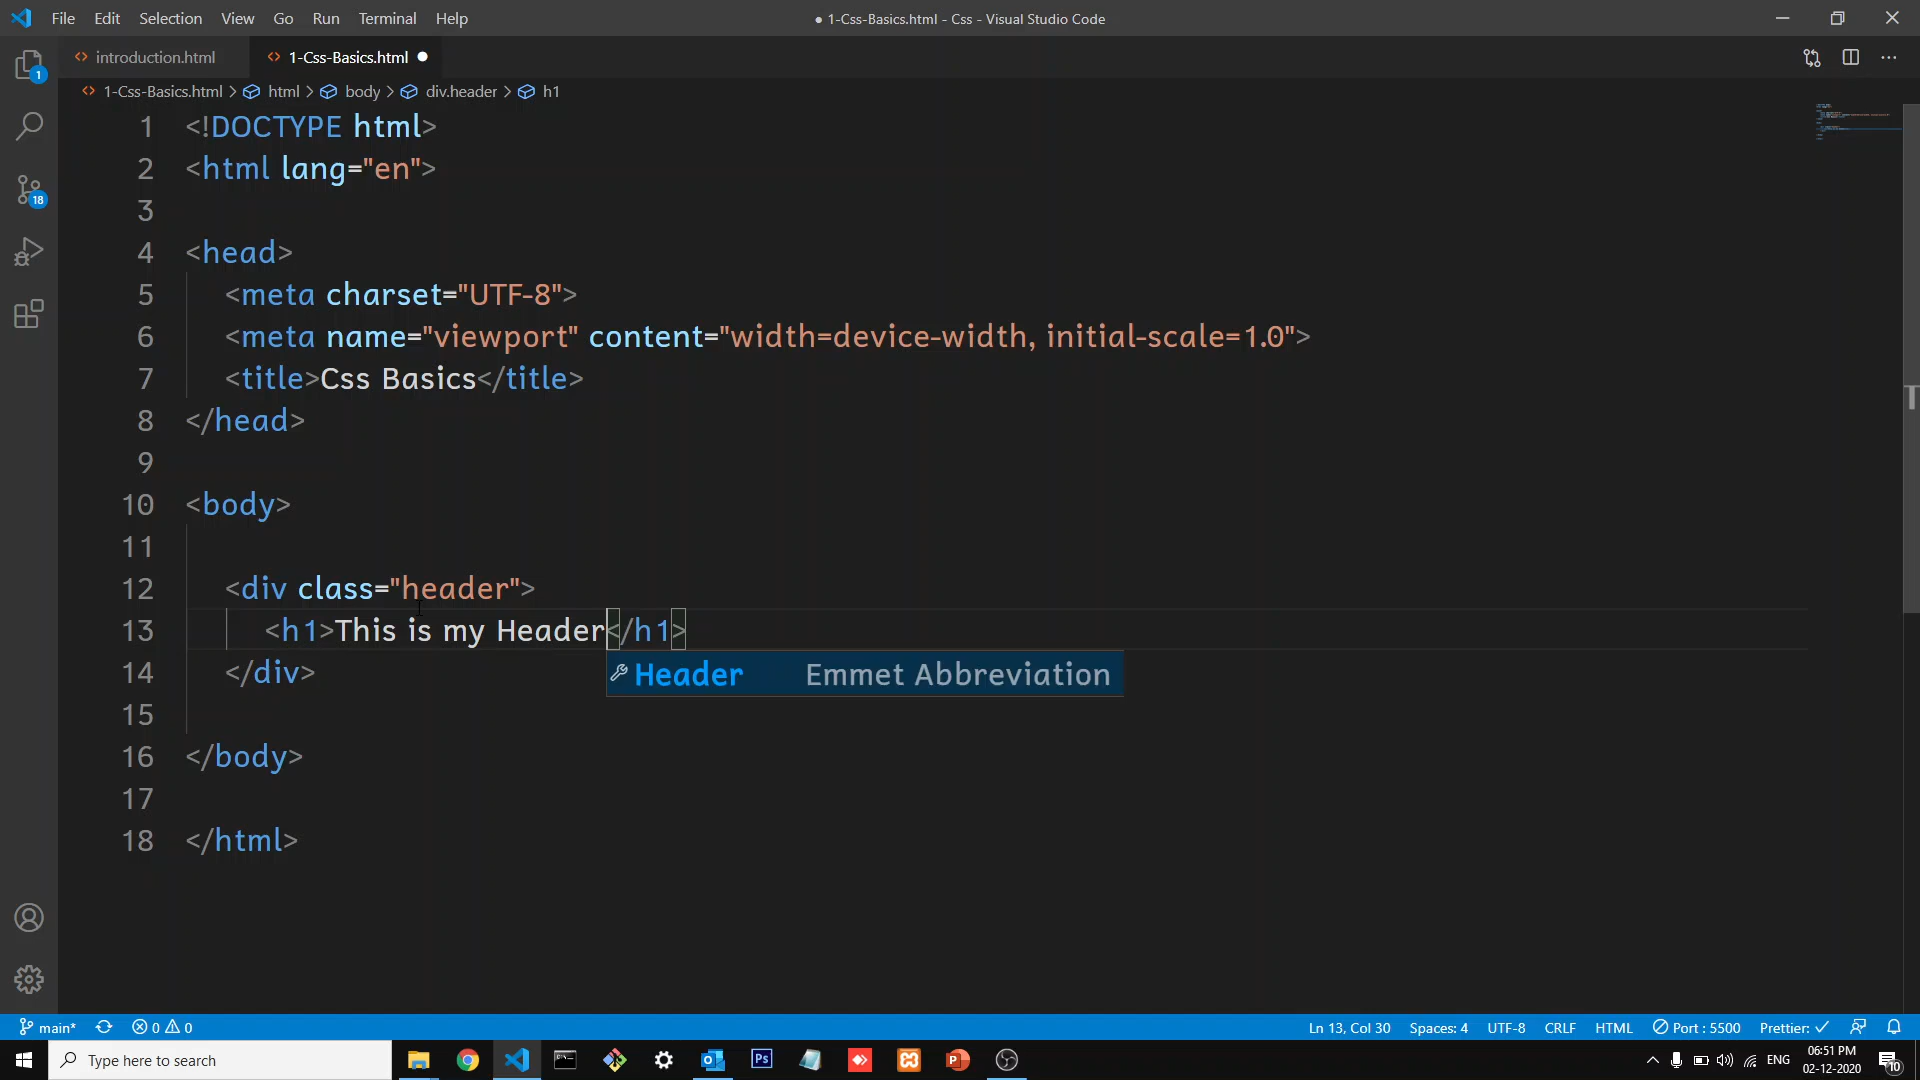 File Edit Selection View Go Run Terminal Help
● 1-Css-Basics.html - Css - Visual Studio Code
introduction.html
1-Css-Basics.html ●
1-Css-Basics.html > html > body > div.header > h1
1 <!DOCTYPE html>
2 <html lang="en">
3
4 <head>
5 <meta charset="UTF-8">
6 <meta name="viewport" content="width=device-width, initial-scale=1.0">
7 <title>Css Basics</title>
8 </head>
9
10 <body>
11
12 <div class="header">
13 <h1>This is my Header</h1>
Header Emmet Abbreviation
14 </div>
15
16 </body>
17
18 </html>
1
18
main* 0 0
Ln 13, Col 30 Spaces: 4 UTF-8 CRLF HTML Port : 5500 Prettier: ✓
Type here to search
Ps
ENG
06:51 PM
02-12-2020
10